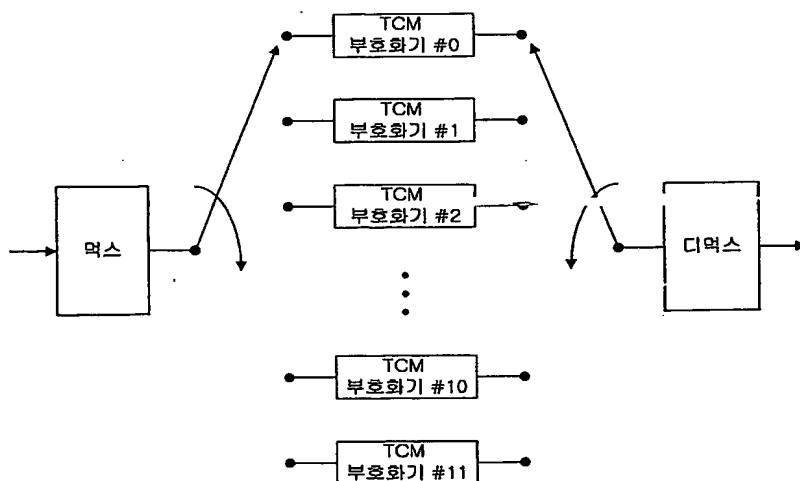 TCM
부호화기 #0
TCM
부호화기 #1
TCM
부호화기 #2
먹스
디먹스
TCM
부호화기 #10
TCM
부호화기 #11